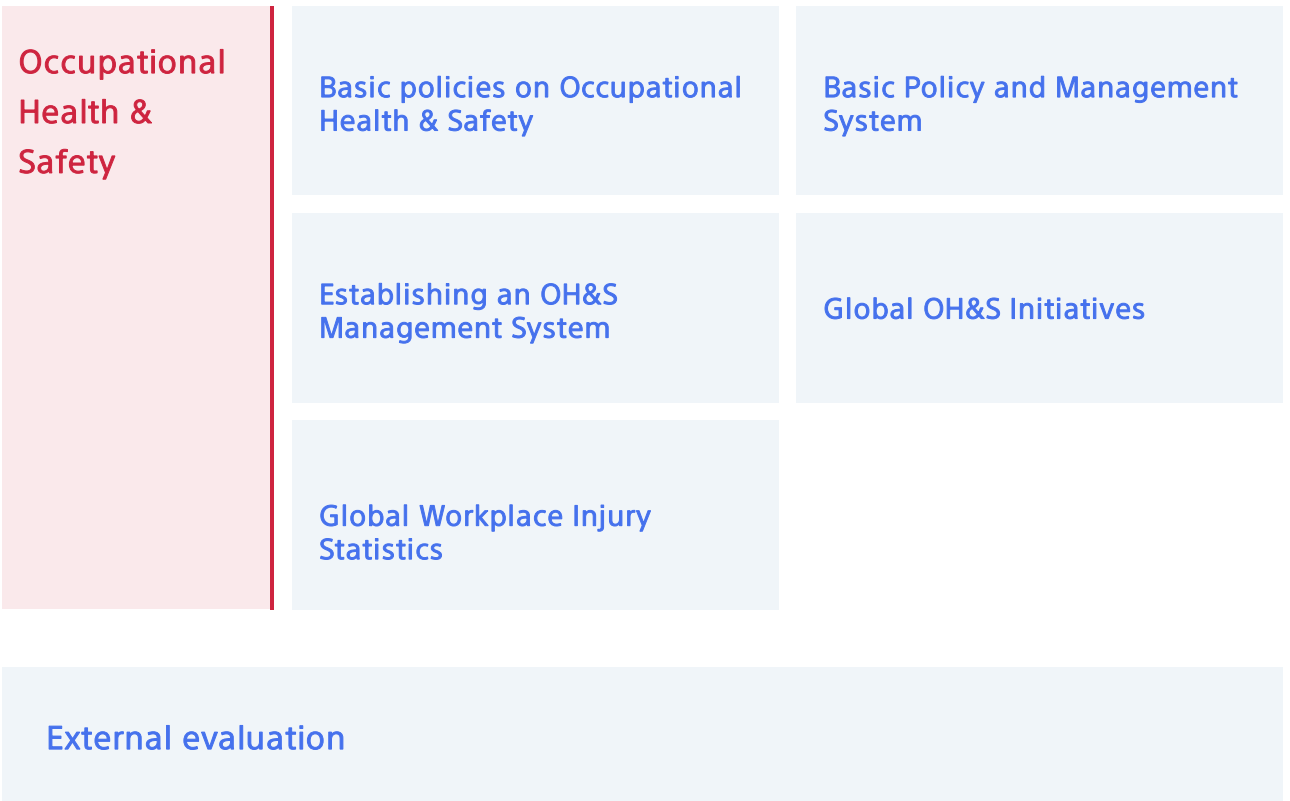 Occupational
Health &
Safety
Basic policies on Occupational
Health & Safety
Basic Policy and Management
System
Establishing an OH&S
Management System
Global OH&S Initiatives
Global Workplace Injury
Statistics
External evaluation